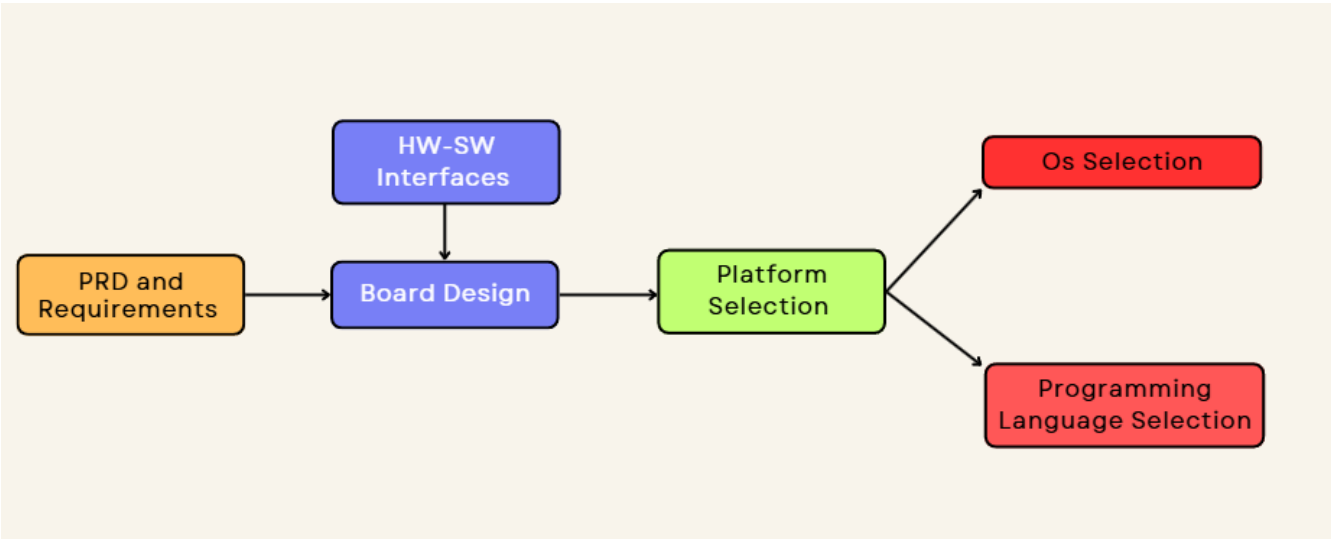 HW-SW
Interfaces
Os Selection
PRD and
Requirements
Board Design
Platform
Selection
Programming
Language Selection